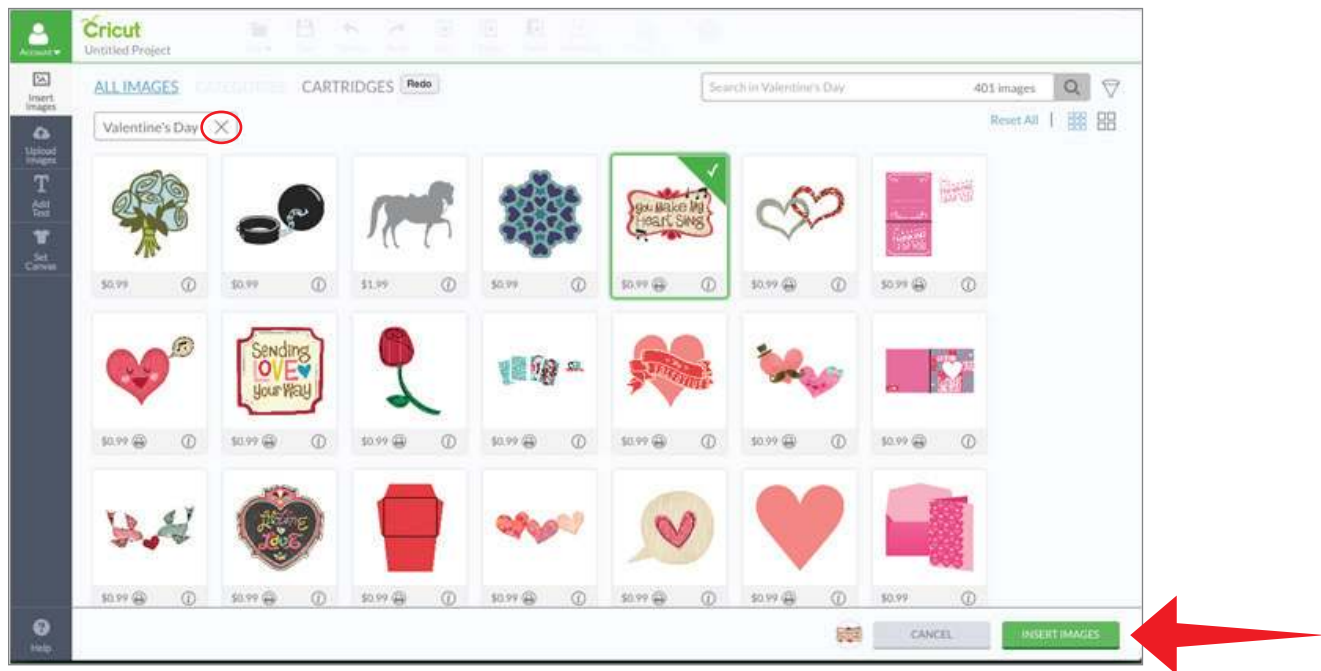 Cricut
Untitled Project
Account
Insert
Images
Upload
Images
Add
Text
Set
Canvas
Help
ALL IMAGES CATEGORIES CARTRIDGES Redo
Search in Valentine's Day 401 images
Valentine's Day
Reset All
you Make My
Heart Sing
$0.99 $0.99 $1.99 $0.99 $0.99 $0.99 $0.99
Sending
LOVE
your Way
$0.99 $0.99 $0.99 $0.99 $0.99 $0.99 $0.99
$0.99 $0.99 $0.99 $0.99 $0.99 $0.99 $0.99
CANCEL INSERT IMAGES